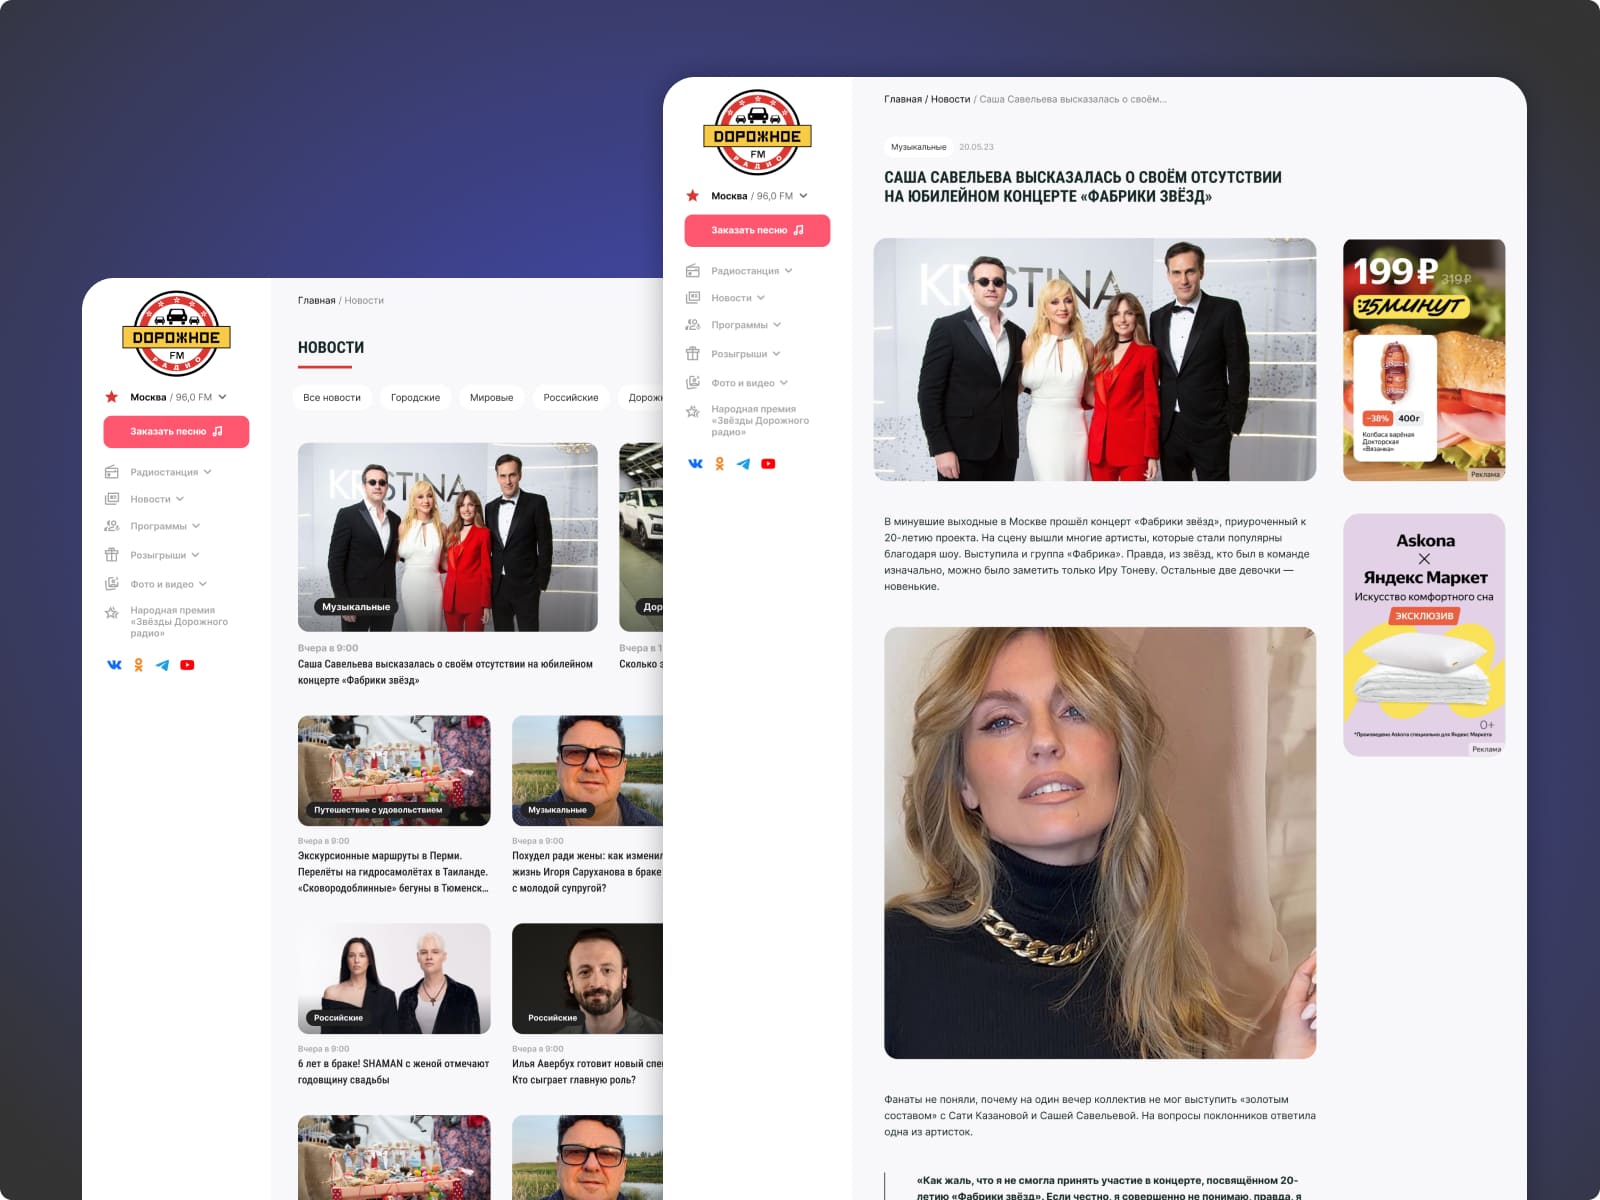 ДОРОЖНОЕ
FM
РАДИО
Москва / 96,0 FM
Заказать песню
Радиостанция
Новости
Программы
Розыгрыши
Фото и видео
Народная премия
«Звёзды Дорожного
радио»
Главная / Новости
НОВОСТИ
Все новости
Городские
Мировые
Российские
Дорожн
KRISTINA
Музыкальные
Дор
Вчера в 9:00
Саша Савельева высказалась о своём отсутствии на юбилейном
концерте «Фабрики звёзд»
Вчера в 1
Сколько з
Путешествие с удовольствием
Вчера в 9:00
Экскурсионные маршруты в Перми.
Перелёты на гидросамолётах в Таиланде.
«Сковородоблинные» бегуны в Тюменск...
Музыкальные
Вчера в 9:00
Похудел ради жены: как изменил
жизнь Игоря Саруханова в браке
с молодой супругой?
Российские
Вчера в 9:00
6 лет в браке! SHAMAN с женой отмечают
годовщину свадьбы
Российские
Вчера в 9:00
Илья Авербух готовит новый спе
Кто сыграет главную роль?
ДОРОЖНОЕ
FM
РАДИО
Москва / 96,0 FM
Заказать песню
Радиостанция
Новости
Программы
Розыгрыши
Фото и видео
Народная премия
«Звёзды Дорожного
радио»
Главная / Новости / Саша Савельева высказалась о своём...
Музыкальные
20.05.23
САША САВЕЛЬЕВА ВЫСКАЗАЛАСЬ О СВОЁМ ОТСУТСТВИИ
НА ЮБИЛЕЙНОМ КОНЦЕРТЕ «ФАБРИКИ ЗВЁЗД»
KRISTINA
В минувшие выходные в Москве прошёл концерт «Фабрики звёзд», приуроченный к
20-летию проекта. На сцену вышли многие артисты, которые стали популярны
благодаря шоу. Выступила и группа «Фабрика». Правда, из звёзд, кто был в команде
изначально, можно было заметить только Иру Тоневу. Остальные две девочки —
новенькие.
Фанаты не поняли, почему на один вечер коллектив не мог выступить «золотым
составом» с Сати Казановой и Сашей Савельевой. На вопросы поклонников ответила
одна из артисток.
«Как жаль, что я не смогла принять участие в концерте, посвящённом 20-
летию «Фабрики звёзд». Если честно, я совершенно не понимаю, правда, я
199 ₽ 319 ₽
15 МИНУТ
-38% 400г
Колбаса варёная
Докторская
«Вязанка»
Реклама
Askona
×
Яндекс Маркет
Искусство комфортного сна
ЭКСКЛЮЗИВ
0+
*Произведено Askona специально для Яндекс Маркета
Реклама